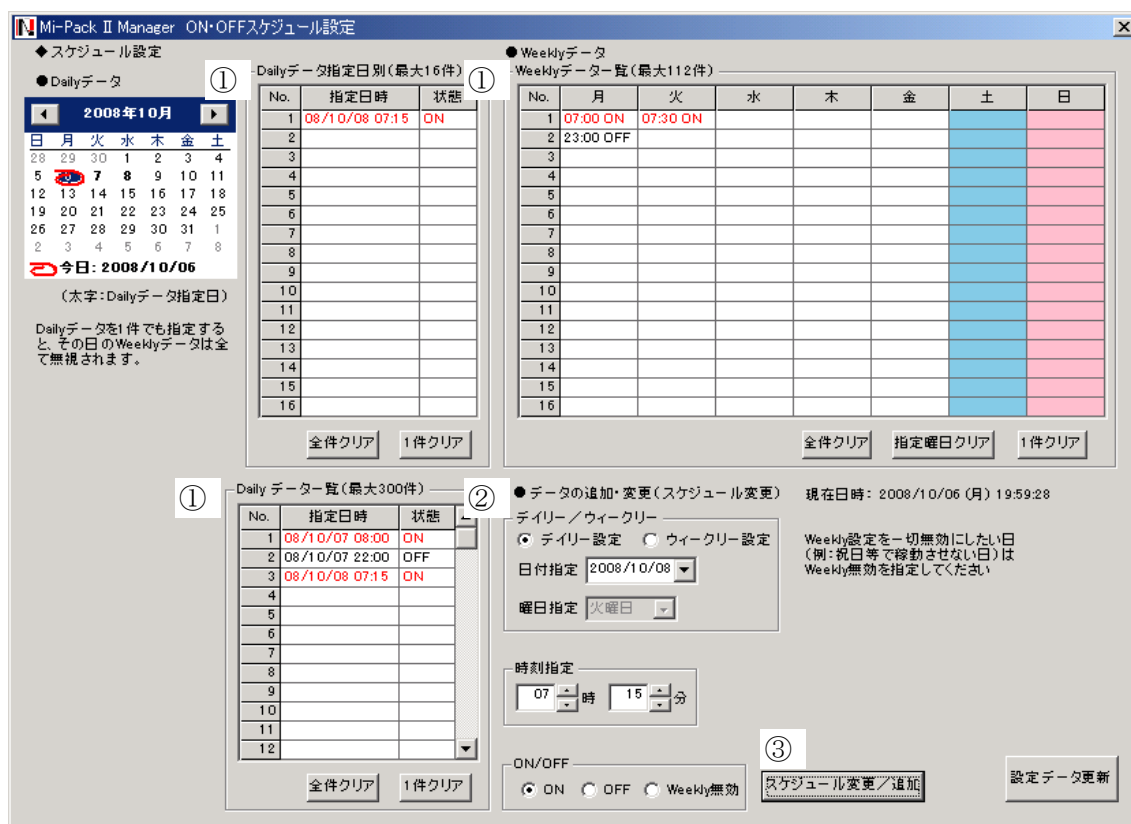 Mi-Pack II Manager ON・OFFスケジュール設定
◆スケジュール設定
●Dailyデータ
2008年10月
日 月 火 水 木 金 土
28 29 30 1 2 3 4
5 7 8 9 10 11
12 13 14 15 16 17 18
19 20 21 22 23 24 25
26 27 28 29 30 31 1
2 3 4 5 6 7 8
今日: 2008/10/06
(太字:Dailyデータ指定日)
Dailyデータを1件でも指定する
と、その日のWeeklyデータは全
て無視されます。
①
Dailyデータ指定日別(最大16件)
No. 指定日時 状態
1 08/10/08 07:15 ON
2
3
4
5
6
7
8
9
10
11
12
13
14
15
16
全件クリア 1件クリア
●Weeklyデータ
①
Weeklyデータ一覧(最大112件)
No. 月 火 水 木 金 土 日
1 07:00 ON 07:30 ON
2 23:00 OFF
3
4
5
6
7
8
9
10
11
12
13
14
15
16
全件クリア 指定曜日クリア 1件クリア
①
Daily データ一覧(最大300件)
No. 指定日時 状態
1 08/10/07 08:00 ON
2 08/10/07 22:00 OFF
3 08/10/08 07:15 ON
4
5
6
7
8
9
10
11
12
全件クリア 1件クリア
②
●データの追加・変更(スケジュール変更)
デイリー/ウィークリー
デイリー設定 ウィークリー設定
日付指定 2008/10/08
曜日指定 火曜日
時刻指定
07 時 15 分
ON/OFF
ON OFF Weekly無効
現在日時: 2008/10/06 (月) 19:59:28
Weekly設定を一切無効にしたい日
(例:祝日等で稼動させない日)は
Weekly無効を指定してください
③
スケジュール変更/追加
設定データ更新